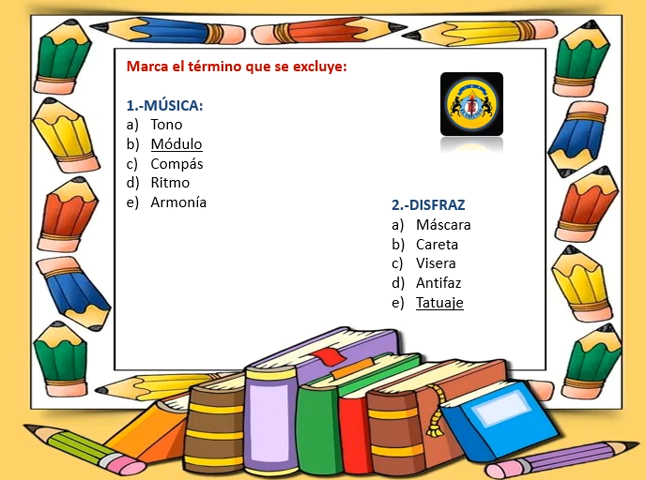 Marca el término que se excluye:
1.-MÚSICA:
a) Tono
b) Módulo
c) Compás
d) Ritmo
e) Armonía
2.-DISFRAZ
a) Máscara
b) Careta
c) Visera
d) Antifaz
e) Tatuaje